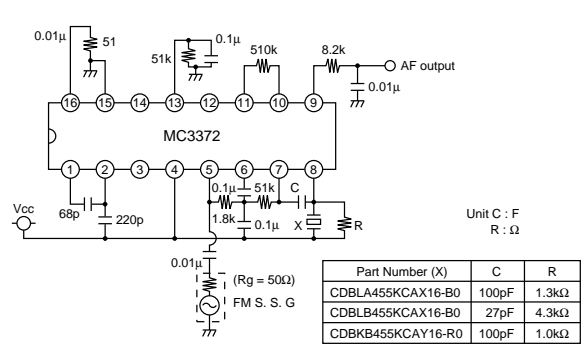 0.01μ
51
0.1μ
51k
510k
8.2k
AF output
0.01μ
16 15 14 13 12 11 10 9
MC3372
1 2 3 4 5 6 7 8
Vcc
68p
220p
0.1μ
51k
C
1.8k
0.1μ
X
R
Unit C : F
R : Ω
0.01μ
(Rg = 50Ω)
FM S. S. G
Part Number (X) C R
CDBLA455KCAX16-B0 100pF 1.3kΩ
CDBLB455KCAX16-B0 27pF 4.3kΩ
CDBKB455KCAY16-R0 100pF 1.0kΩ